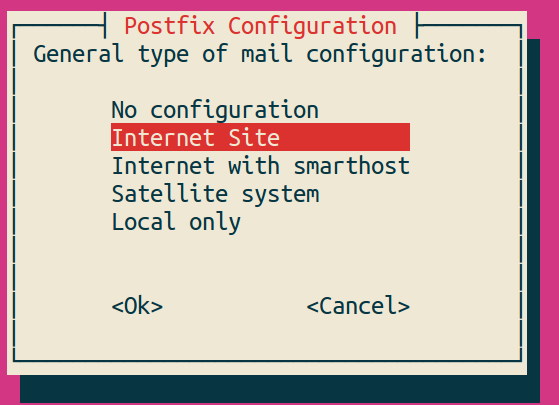 Postfix Configuration
General type of mail configuration:
No configuration
Internet Site
Internet with smarthost
Satellite system
Local only
<Ok> <Cancel>